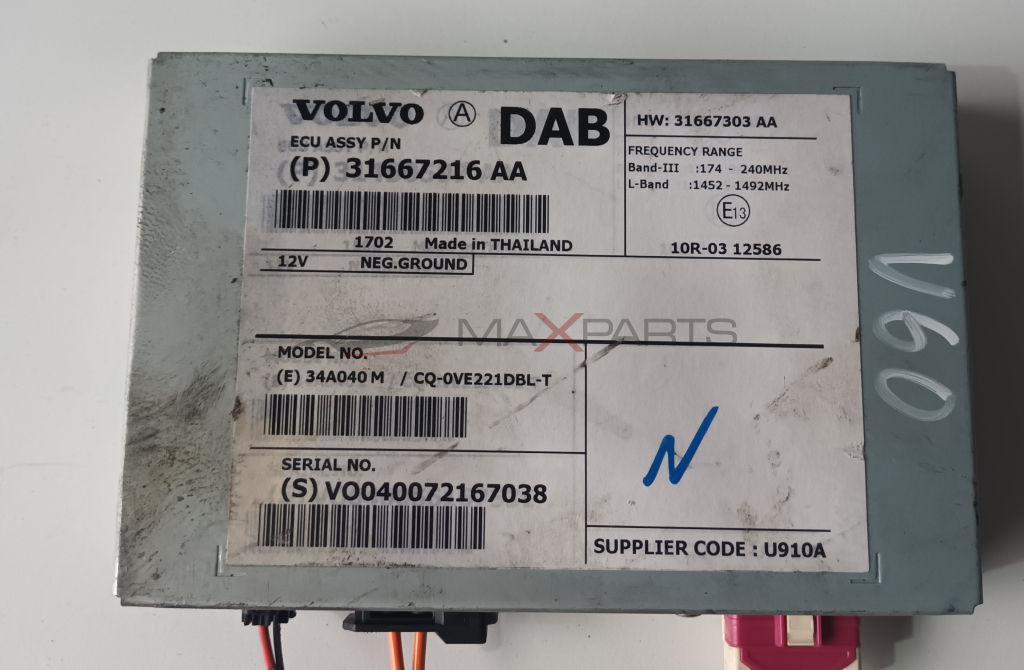 VOLVO Ⓐ DAB
ECU ASSY P/N
(P) 31667216 AA
1702 Made in THAILAND
12V NEG.GROUND
HW: 31667303 AA
FREQUENCY RANGE
Band-III :174 - 240MHz
L-Band :1452 - 1492MHz
E13
10R-03 12586
MAXPARTS
MODEL NO.
(E) 34A040 M / CQ-0VE221DBL-T
SERIAL NO.
(S) VO040072167038
N
SUPPLIER CODE : U910A
V60